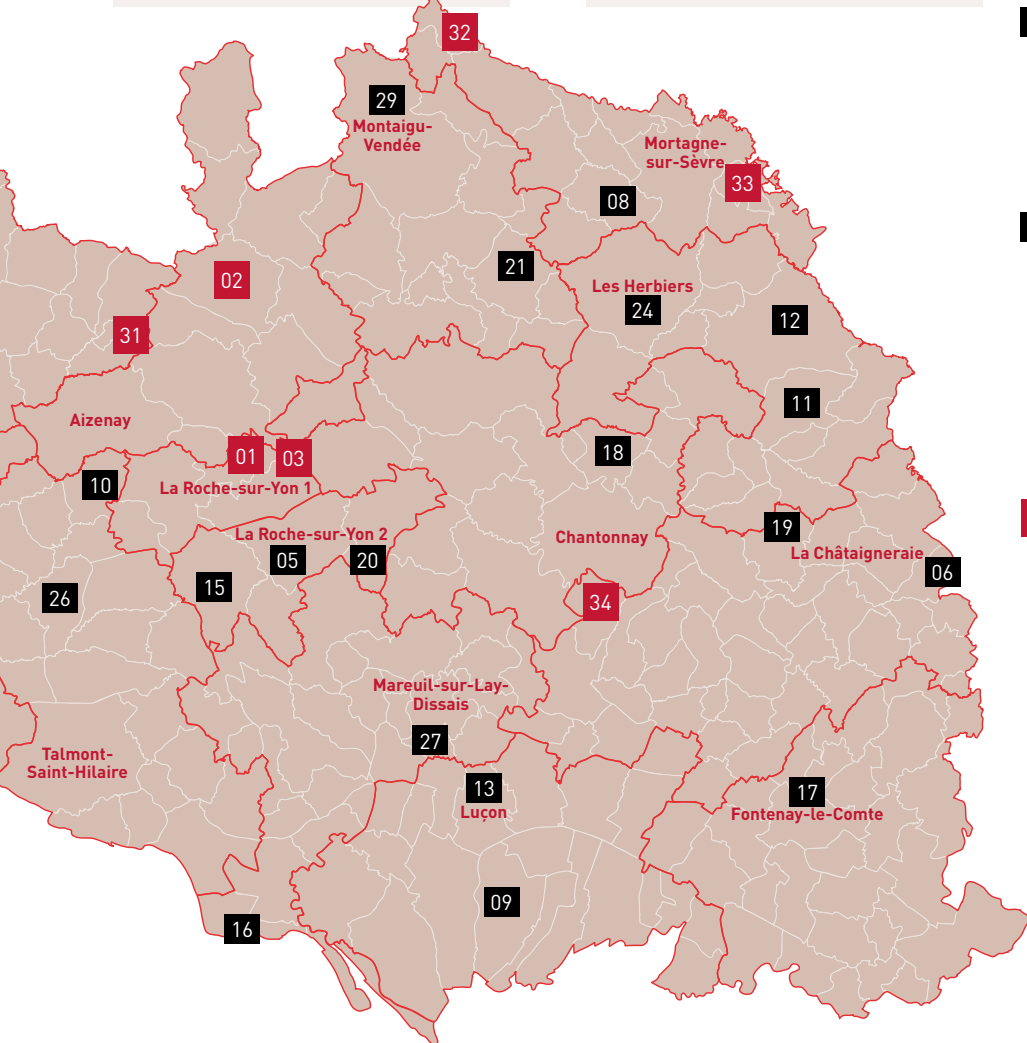 32
29
Montaigu-
Vendée
Mortagne-
sur-Sèvre
33
08
21
02
Les Herbiers
24
12
31
11
Aizenay
01
03
18
10
La Roche-sur-Yon 1
19
La Roche-sur-Yon 2
Chantonnay
La Châtaigneraie
05
20
06
15
26
34
Mareuil-sur-Lay-
Dissais
27
Talmont-
Saint-Hilaire
13
Luçon
17
Fontenay-le-Comte
09
16